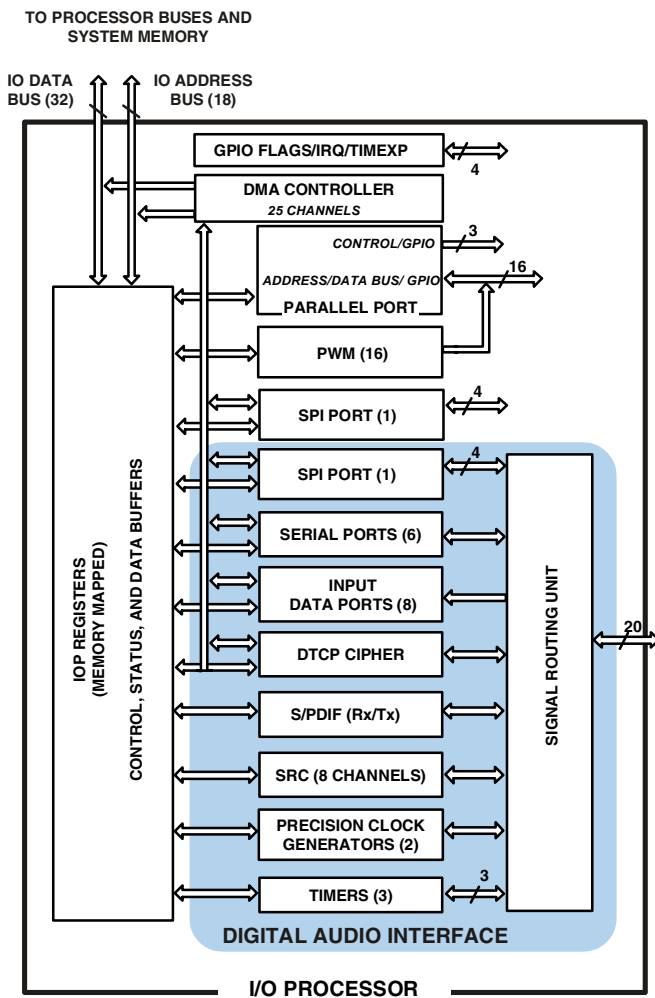 TO PROCESSOR BUSES AND
SYSTEM MEMORY
IO DATA
BUS (32)
IO ADDRESS
BUS (18)
GPIO FLAGS/IRQ/TIMEXP
4
DMA CONTROLLER
25 CHANNELS
CONTROL/GPIO
3
ADDRESS/DATA BUS/ GPIO
16
PARALLEL PORT
PWM (16)
SPI PORT (1)
4
SPI PORT (1)
4
SERIAL PORTS (6)
INPUT
DATA PORTS (8)
DTCP CIPHER
S/PDIF (Rx/Tx)
SRC (8 CHANNELS)
PRECISION CLOCK
GENERATORS (2)
TIMERS (3)
3
IOP REGISTERS
(MEMORY MAPPED)
CONTROL, STATUS, AND DATA BUFFERS
SIGNAL ROUTING UNIT
20
DIGITAL AUDIO INTERFACE
I/O PROCESSOR